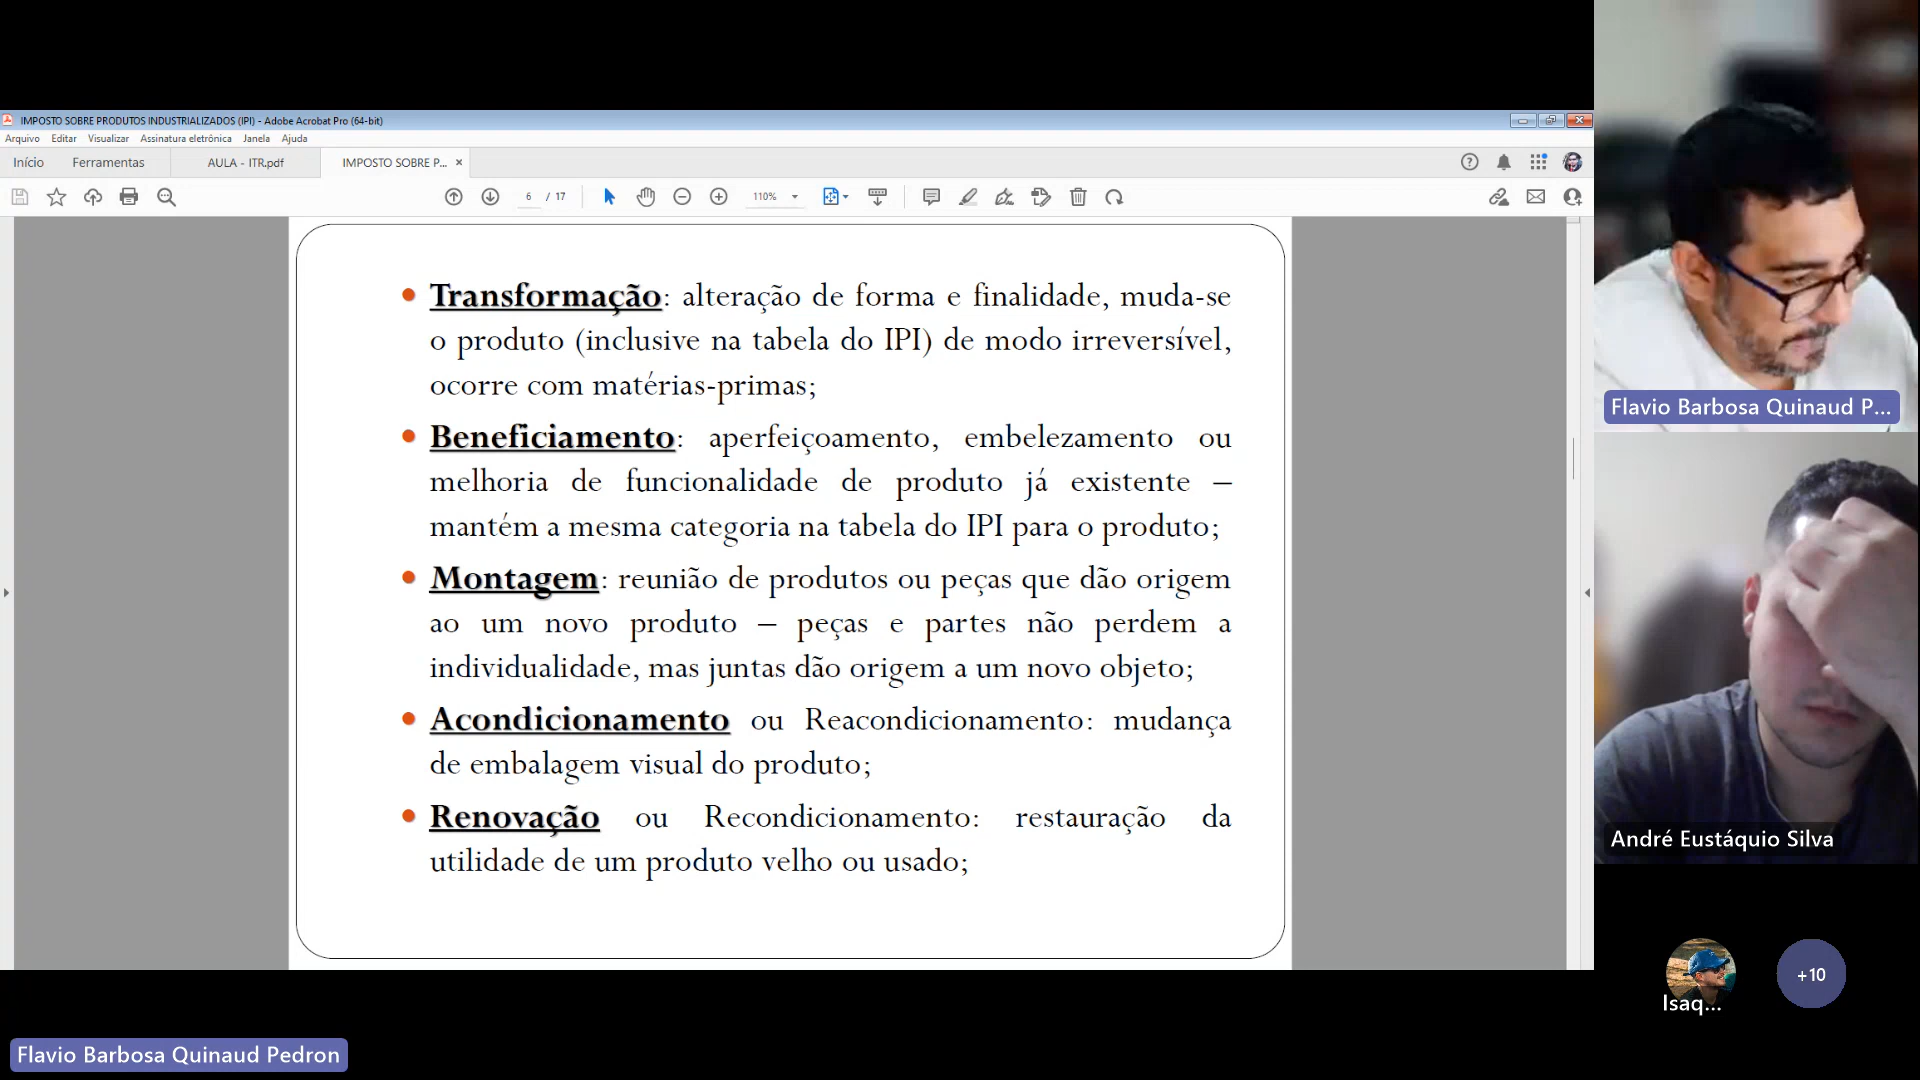 IMPOSTO SOBRE PRODUTOS INDUSTRIALIZADOS (IPI) - Adobe Acrobat Pro (64-bit)
Arquivo Editar Visualizar Assinatura eletrônica Janela Ajuda
Início Ferramentas AULA - ITR.pdf IMPOSTO SOBRE P... ×
6 / 17 110%
• Transformação: alteração de forma e finalidade, muda-se
o produto (inclusive na tabela do IPI) de modo irreversível,
ocorre com matérias-primas;
• Beneficiamento: aperfeiçoamento, embelezamento ou
melhoria de funcionalidade de produto já existente –
mantém a mesma categoria na tabela do IPI para o produto;
• Montagem: reunião de produtos ou peças que dão origem
ao um novo produto – peças e partes não perdem a
individualidade, mas juntas dão origem a um novo objeto;
• Acondicionamento ou Reacondicionamento: mudança
de embalagem visual do produto;
• Renovação ou Recondicionamento: restauração da
utilidade de um produto velho ou usado;
Flavio Barbosa Quinaud P...
André Eustáquio Silva
Isaq...
+10
Flavio Barbosa Quinaud Pedron